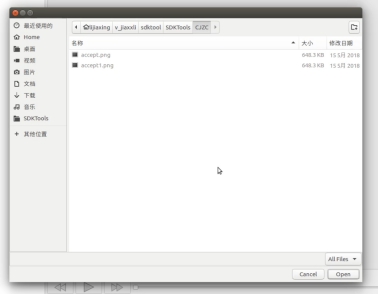 最近使用的
Home
桌面
视频
图片
文档
下载
音乐
SDKTools
其他位置
lijiaxing v_jiaxxli sdktool SDKTools CJZC
名称 大小 修改日期
accept.png 648.3 KB 15 5月 2018
accept1.png 648.3 KB 15 5月 2018
All Files
Cancel Open